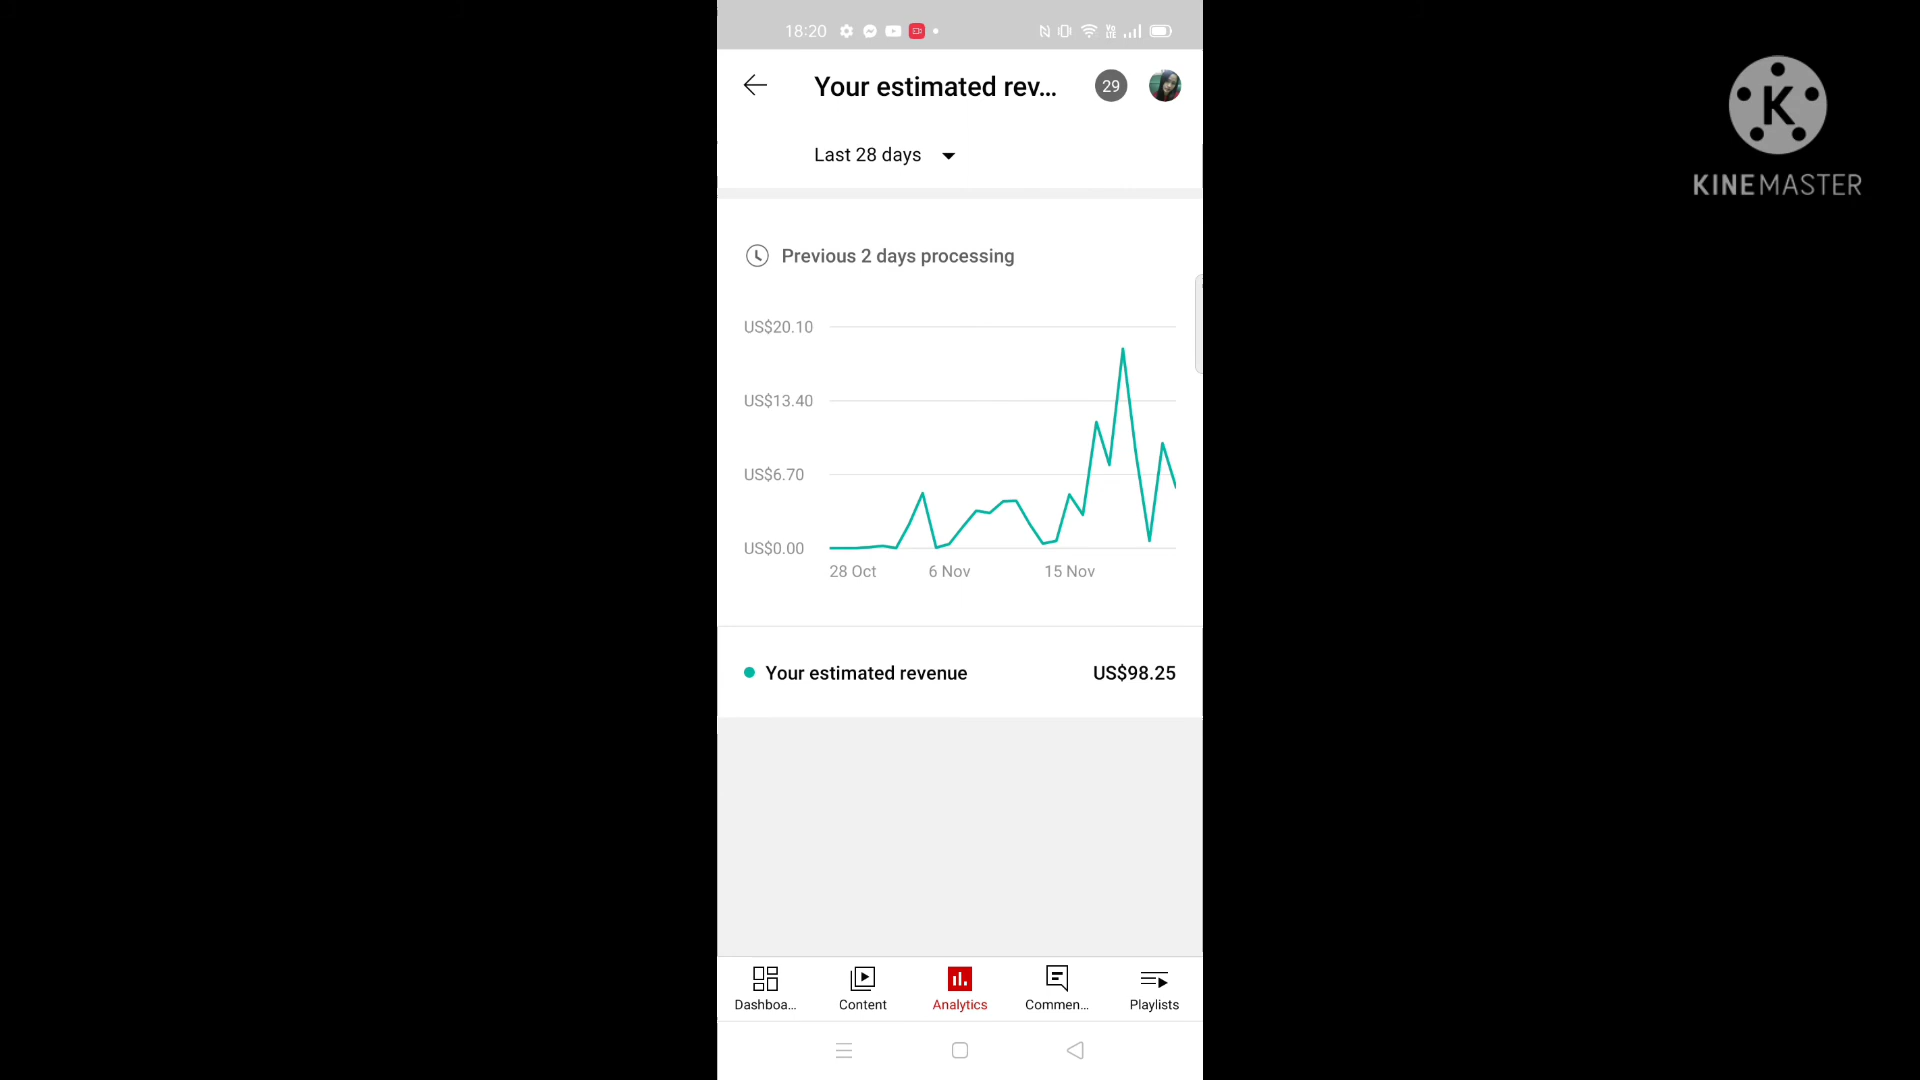 18:20
Your estimated rev...
29
Last 28 days
K
KINEMASTER
Previous 2 days processing
US$20.10
US$13.40
US$6.70
US$0.00
28 Oct 6 Nov 15 Nov
Your estimated revenue US$98.25
Dashboa... Content Analytics Commen... Playlists